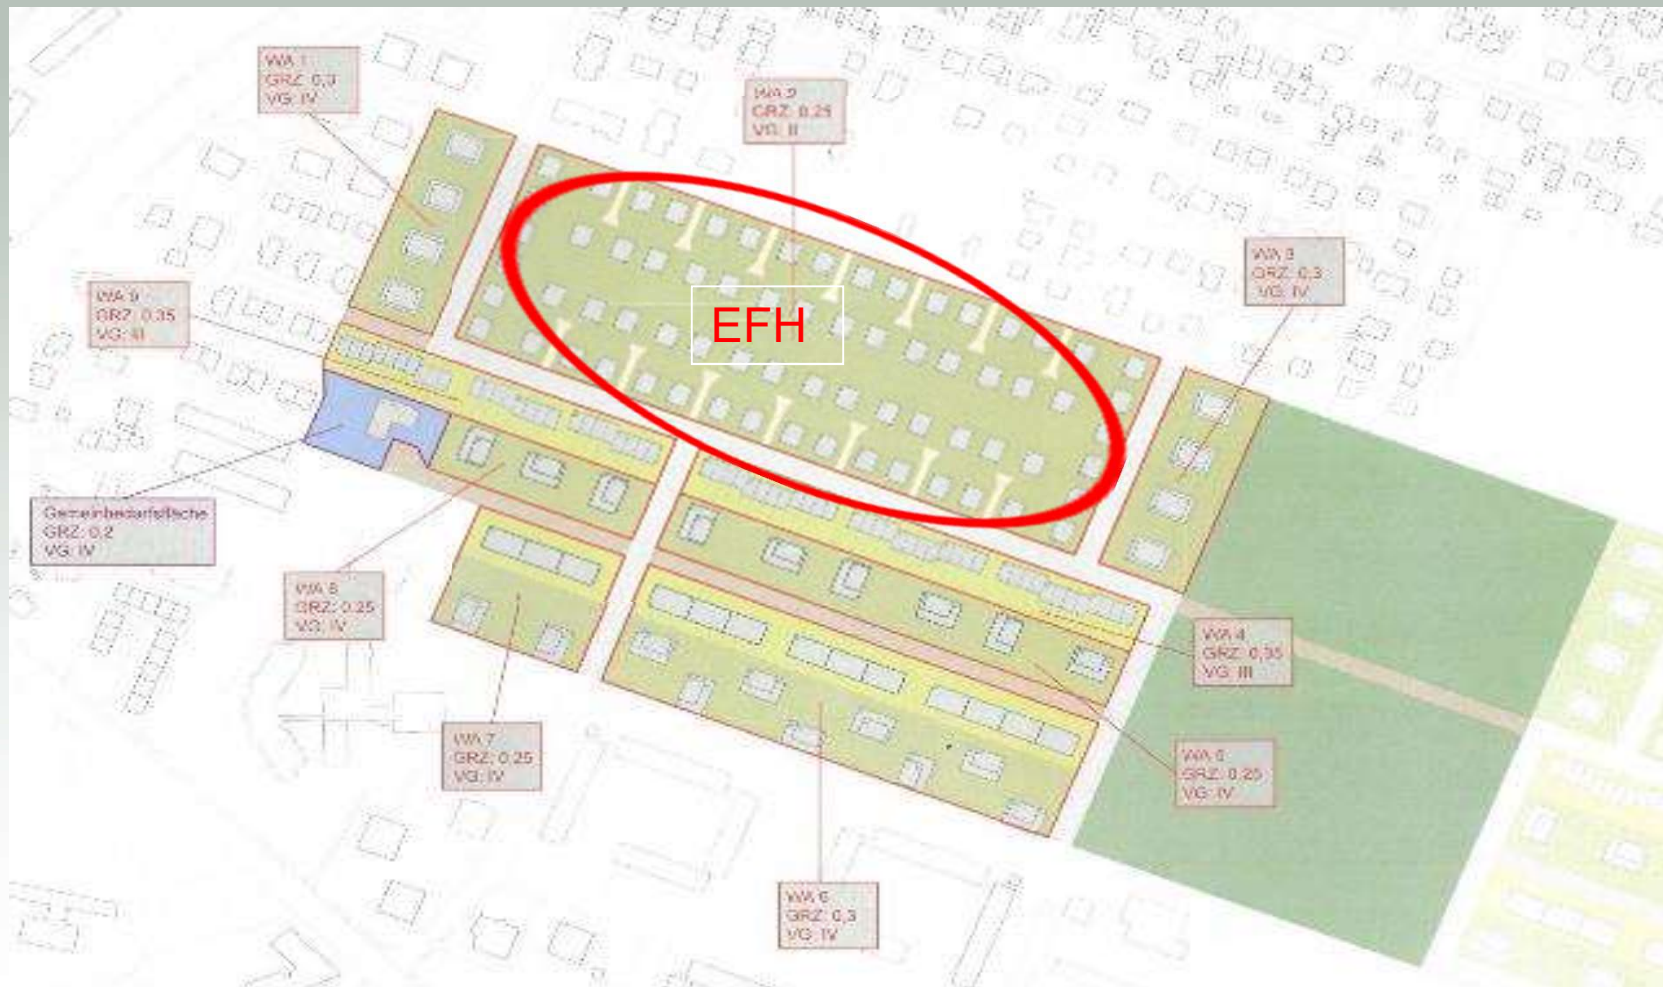 WA 1
GRZ: 0,3
VG: IV
WA 2
GRZ: 0.25
VG: II
WA 3
GRZ: 0,3
VG: IV
WA 9
GRZ: 0.35
VG: III
EFH
Gemeinbedarfsfläche
GRZ: 0,2
VG: IV
WA 8
GRZ: 0.25
VG: IV
WA 4
GRZ: 0,35
VG: III
WA 7
GRZ: 0.25
VG: IV
WA 5
GRZ: 0.25
VG: IV
WA 6
GRZ: 0,3
VG: IV